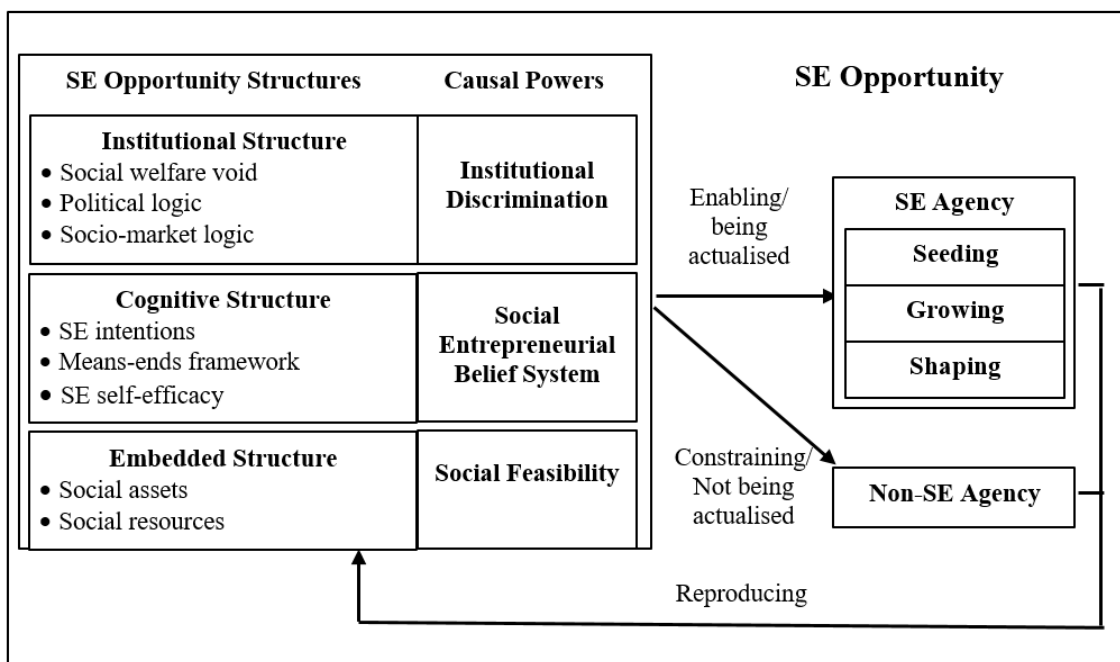 SE Opportunity Structures
Causal Powers
SE Opportunity
Institutional Structure
• Social welfare void
• Political logic
• Socio-market logic
Institutional
Discrimination
Cognitive Structure
• SE intentions
• Means-ends framework
• SE self-efficacy
Social
Entrepreneurial
Belief System
Embedded Structure
• Social assets
• Social resources
Social Feasibility
Enabling/
being
actualised
SE Agency
Seeding
Growing
Shaping
Constraining/
Not being
actualised
Non-SE Agency
Reproducing